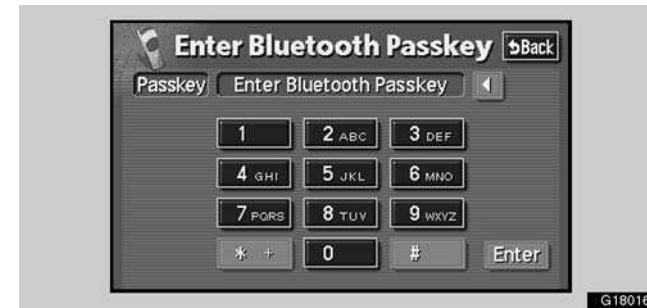 Enter Bluetooth Passkey Back
Passkey Enter Bluetooth Passkey
1 2 ABC 3 DEF
4 GHI 5 JKL 6 MNO
7 PQRS 8 TUV 9 WXYZ
* + 0 # Enter
G18016